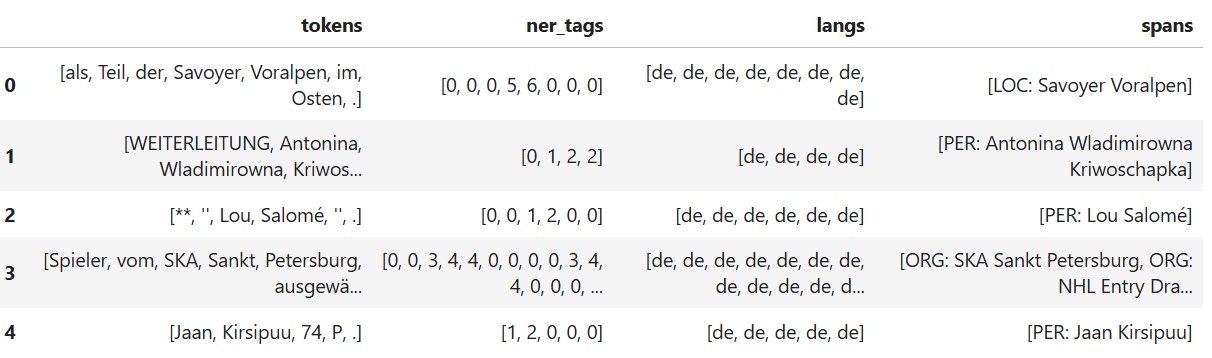 tokens ner_tags langs spans
0 [als, Teil, der, Savoyer, Voralpen, im, Osten, .] [0, 0, 0, 5, 6, 0, 0, 0] [de, de, de, de, de, de, de, de] [LOC: Savoyer Voralpen]
1 [WEITERLEITUNG, Antonina, Wladimirowna, Kriwos... [0, 1, 2, 2] [de, de, de, de] [PER: Antonina Wladimirowna Kriwoschapka]
2 [**, '', Lou, Salomé, '', .] [0, 0, 1, 2, 0, 0] [de, de, de, de, de, de] [PER: Lou Salomé]
3 [Spieler, vom, SKA, Sankt, Petersburg, ausgewä... [0, 0, 3, 4, 4, 0, 0, 0, 0, 3, 4, 4, 0, 0, 0, ... [de, de, de, de, de, de, de, de, de, de, de, d... [ORG: SKA Sankt Petersburg, ORG: NHL Entry Dra...
4 [Jaan, Kirsipuu, 74, P, .] [1, 2, 0, 0, 0] [de, de, de, de, de] [PER: Jaan Kirsipuu]